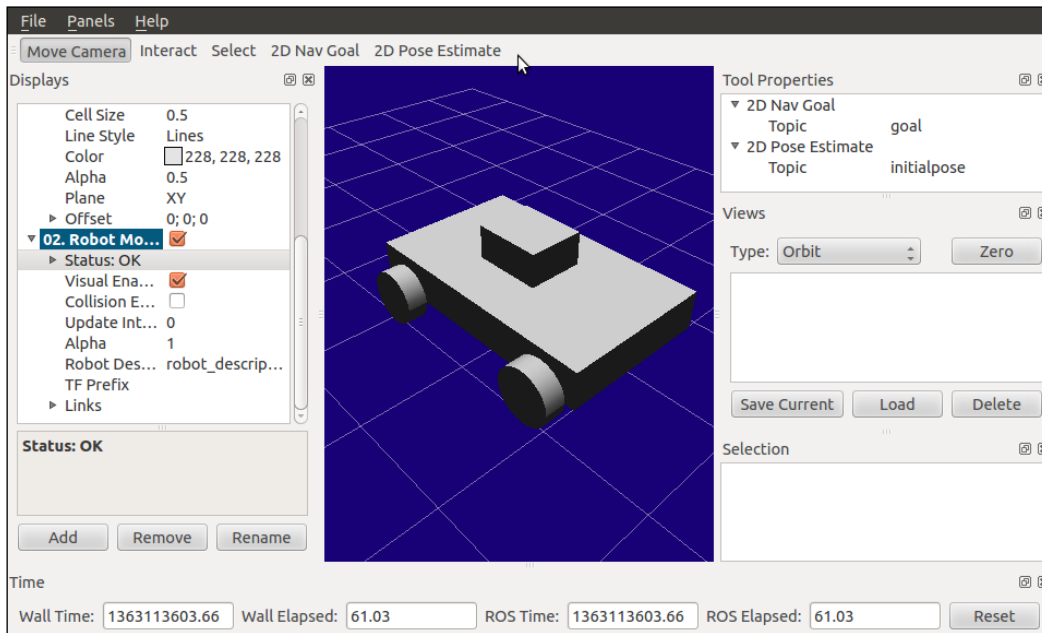 File Panels Help
Move Camera Interact Select 2D Nav Goal 2D Pose Estimate
Displays
Cell Size 0.5
Line Style Lines
Color 228, 228, 228
Alpha 0.5
Plane XY
Offset 0; 0; 0
02. Robot Mo...
Status: OK
Visual Ena...
Collision E...
Update Int... 0
Alpha 1
Robot Des... robot_descrip...
TF Prefix
Links
Status: OK
Add Remove Rename
Tool Properties
2D Nav Goal
Topic goal
2D Pose Estimate
Topic initialpose
Views
Type: Orbit Zero
Save Current Load Delete
Selection
Time
Wall Time: 1363113603.66 Wall Elapsed: 61.03 ROS Time: 1363113603.66 ROS Elapsed: 61.03 Reset